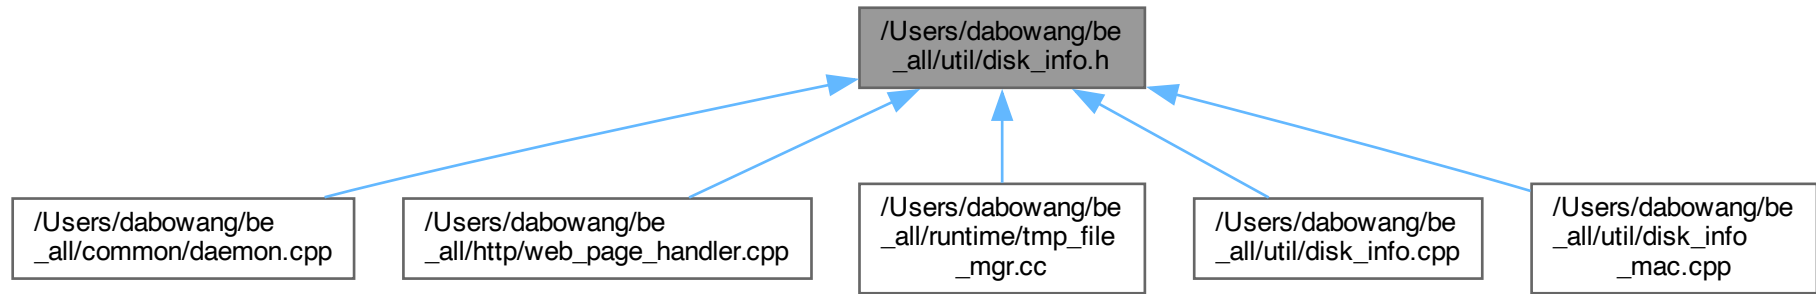 /Users/dabowang/be
_all/util/disk_info.h
/Users/dabowang/be
_all/common/daemon.cpp
/Users/dabowang/be
_all/http/web_page_handler.cpp
/Users/dabowang/be
_all/runtime/tmp_file
_mgr.cc
/Users/dabowang/be
_all/util/disk_info.cpp
/Users/dabowang/be
_all/util/disk_info
_mac.cpp